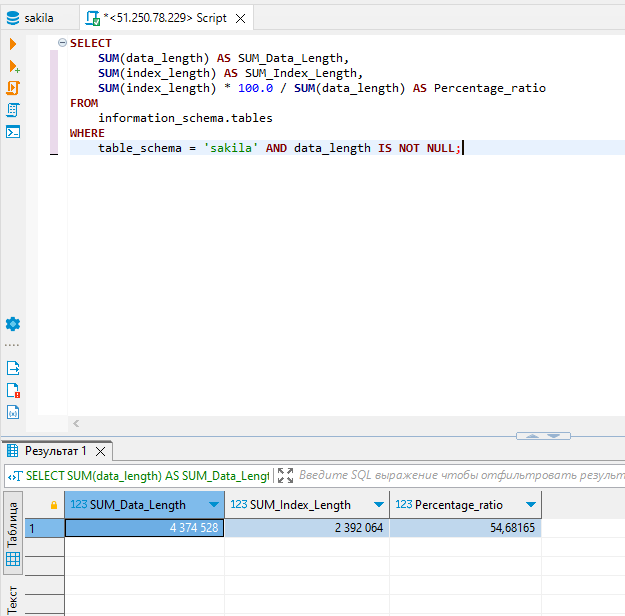 sakila
*<51.250.78.229> Script
SELECT
SUM(data_length) AS SUM_Data_Length,
SUM(index_length) AS SUM_Index_Length,
SUM(index_length) * 100.0 / SUM(data_length) AS Percentage_ratio
FROM
information_schema.tables
WHERE
table_schema = 'sakila' AND data_length IS NOT NULL;
Результат 1
SELECT SUM(data_length) AS SUM_Data_Lengt
Введите SQL выражение чтобы отфильтровать результ
Таблица
Текст
123 SUM_Data_Length
123 SUM_Index_Length
123 Percentage_ratio
1
4 374 528
2 392 064
54,68165